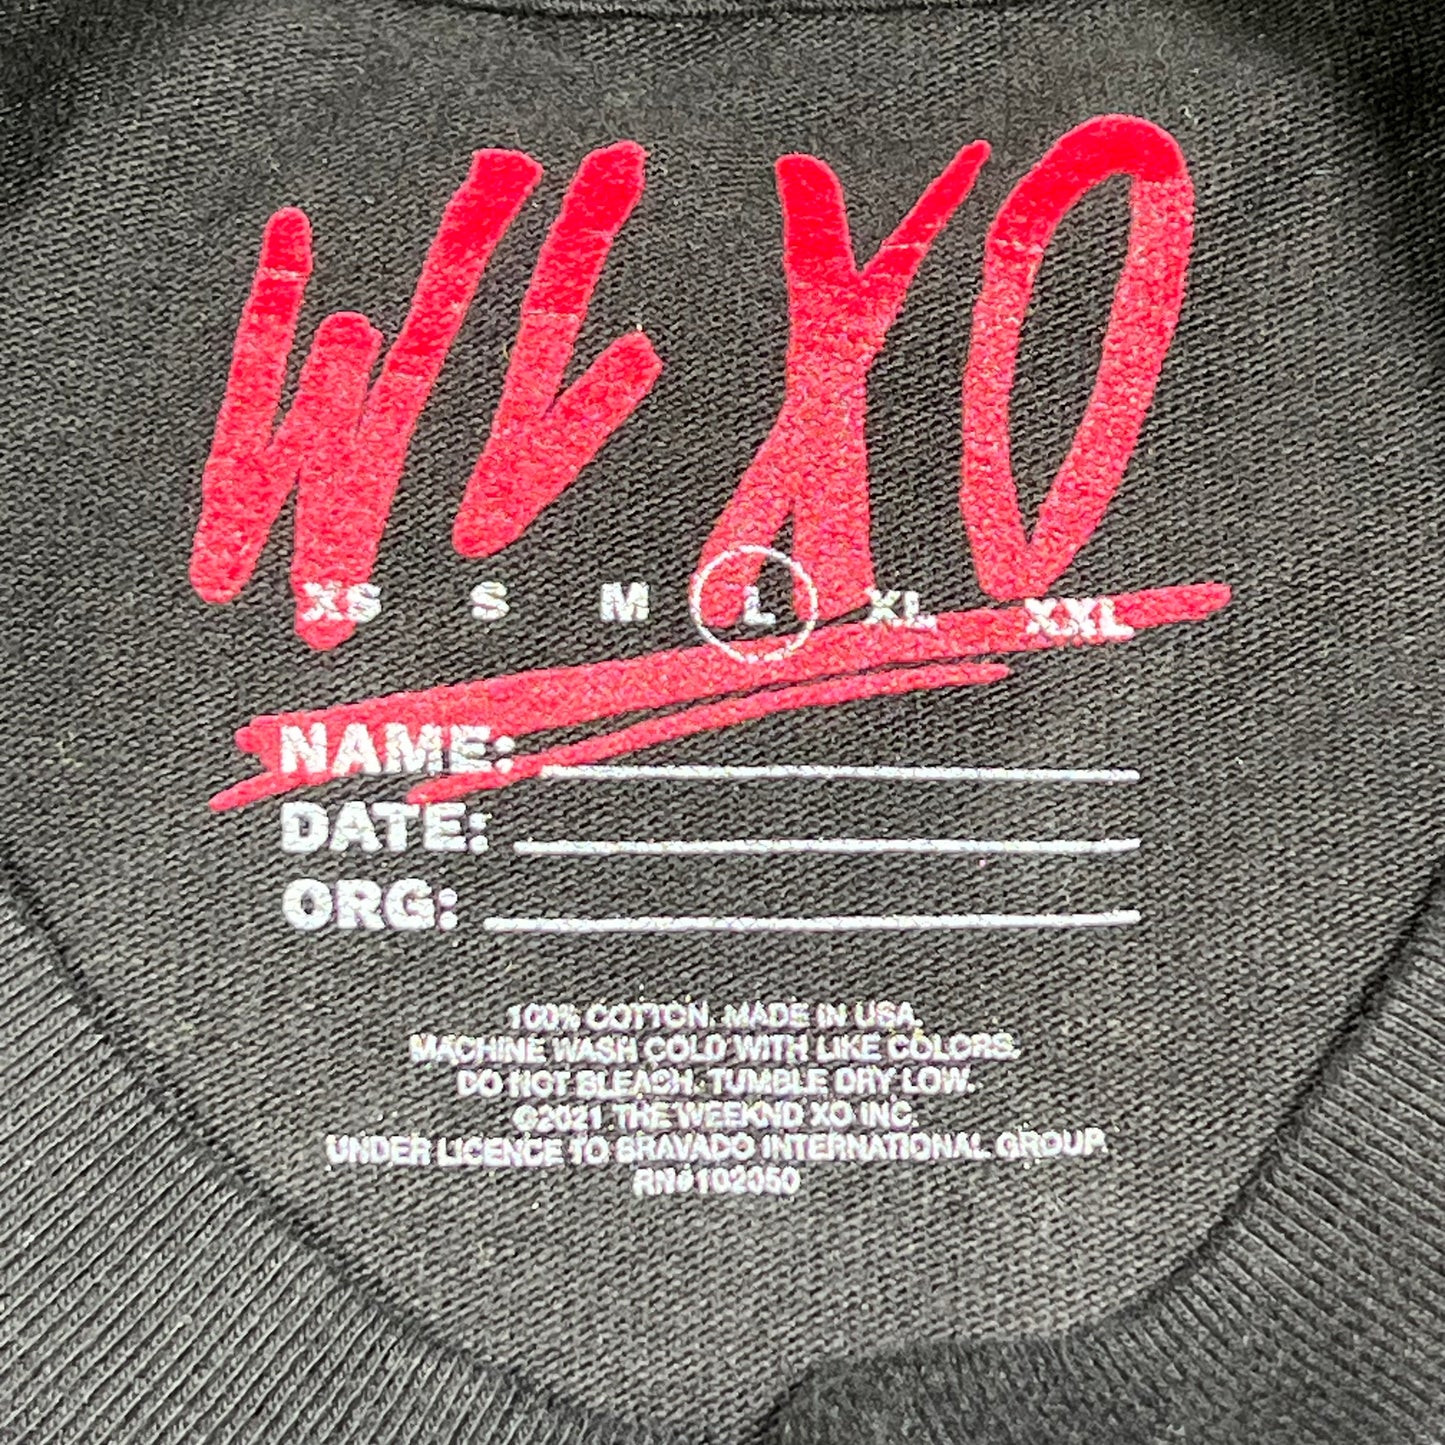 WL XO
XS S M L XL XXL
NAME:
DATE:
ORG:
100% COTTON. MADE IN USA.
MACHINE WASH COLD WITH LIKE COLORS.
DO NOT BLEACH. TUMBLE DRY LOW.
©2021 THE WEEKND XO INC.
UNDER LICENCE TO BRAVADO INTERNATIONAL GROUP.
RN#102050